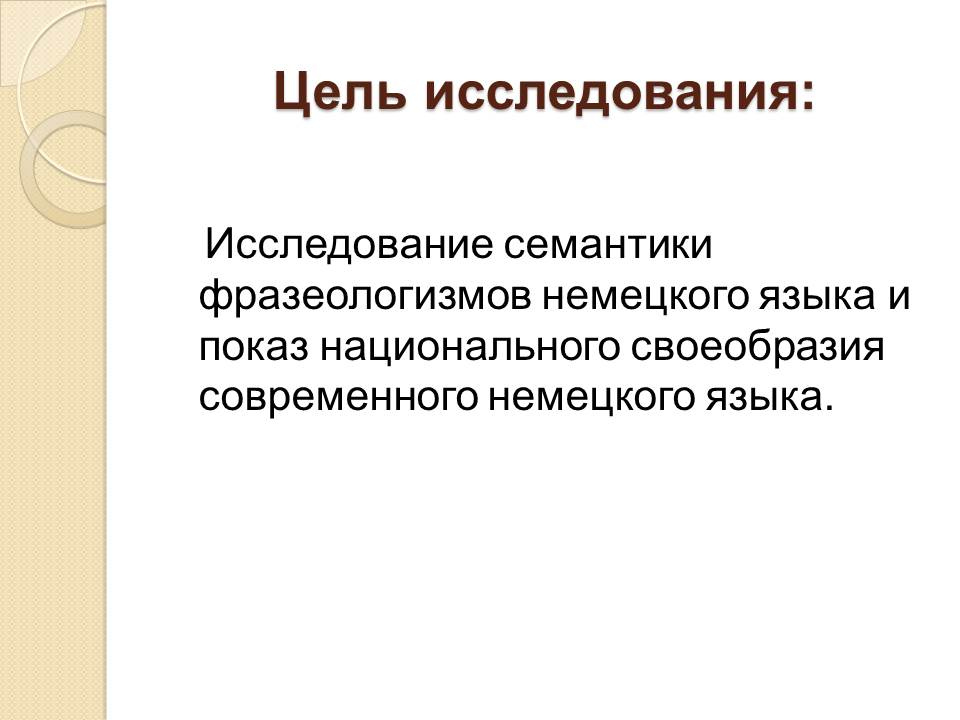 Цель исследования:
Исследование семантики
фразеологизмов немецкого языка и
показ национального своеобразия
современного немецкого языка.